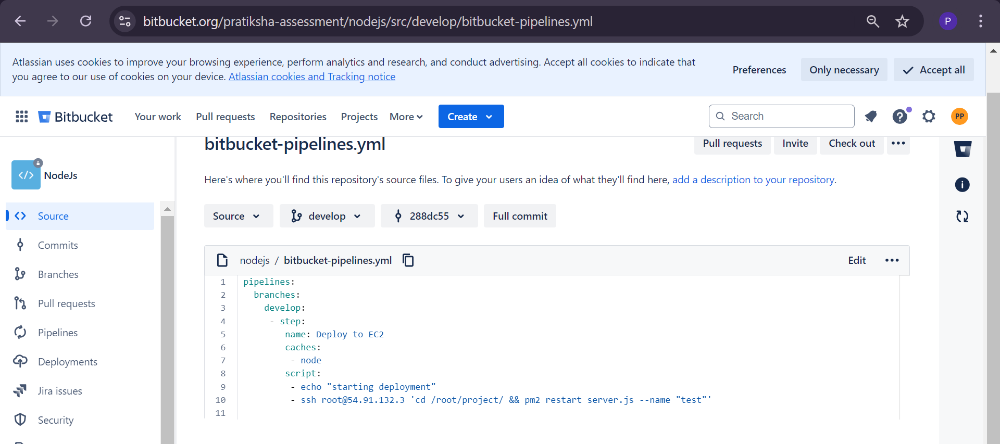 bitbucket.org/pratiksha-assessment/nodejs/src/develop/bitbucket-pipelines.yml
P
Atlassian uses cookies to improve your browsing experience, perform analytics and research, and conduct advertising. Accept all cookies to indicate that
you agree to our use of cookies on your device. Atlassian cookies and Tracking notice
Preferences
Only necessary
Accept all
Bitbucket
Your work
Pull requests
Repositories
Projects
More
Create
Search
PP
NodeJs
Source
Commits
Branches
Pull requests
Pipelines
Deployments
Jira issues
Security
bitbucket-pipelines.yml
Pull requests
Invite
Check out
Here's where you'll find this repository's source files. To give your users an idea of what they'll find here, add a description to your repository.
Source
develop
288dc55
Full commit
nodejs / bitbucket-pipelines.yml
Edit
1 pipelines:
2 branches:
3 develop:
4 - step:
5 name: Deploy to EC2
6 caches:
7 - node
8 script:
9 - echo "starting deployment"
10 - ssh root@54.91.132.3 'cd /root/project/ && pm2 restart server.js --name "test"'
11